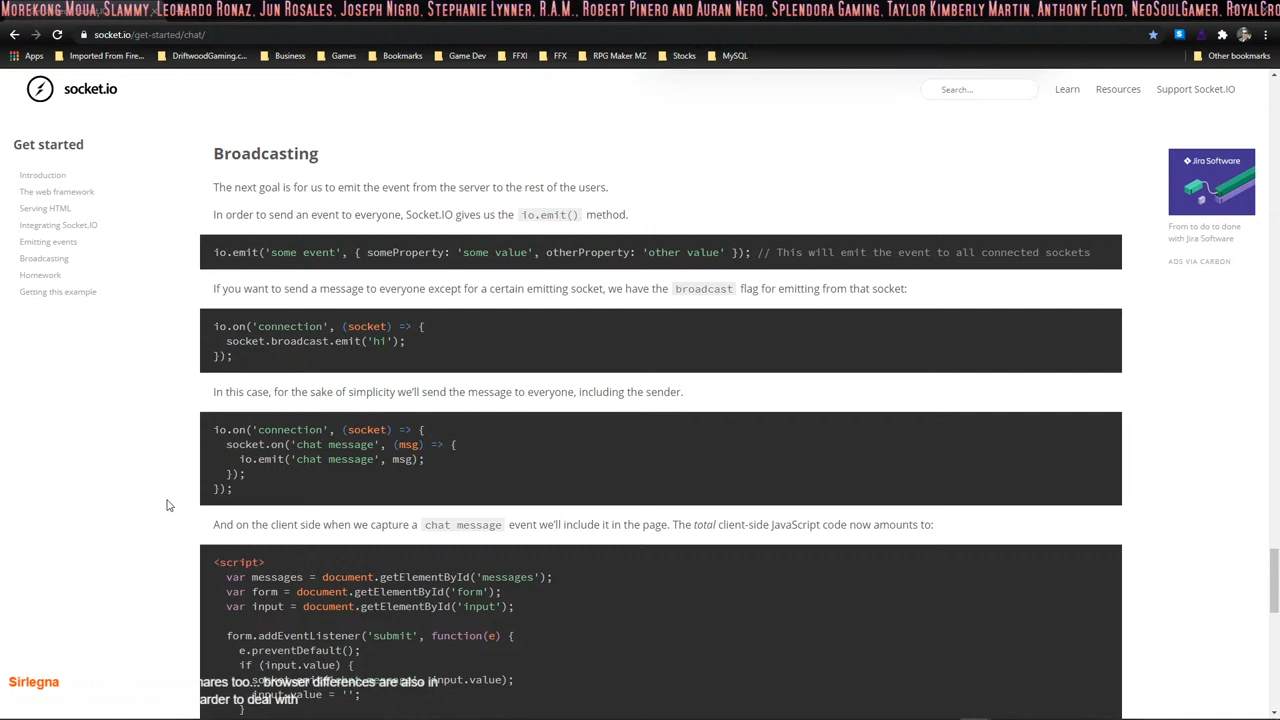 MOREKONG MOUA, SLAMMY, LEONARDO RONAZ, JUN ROSALES, JOSEPH NIGRO, STEPHANIE LYNNER, R.A.M., ROBERT PINERO AND AURAN NERO, SPLENDORA GAMING, TAYLOR KIMBERLY MARTIN, ANTHONY FLOYD, NEOSOULGAMER, ROYALCRO
socket.io/get-started/chat/
Apps Imported From Fire... DriftwoodGaming.c... Business Games Bookmarks Game Dev FFXI FFX RPG Maker MZ Stocks MySQL Other bookmarks
socket.io
Search... Learn Resources Support Socket.IO
Get started
Introduction
The web framework
Serving HTML
Integrating Socket.IO
Emitting events
Broadcasting
Homework
Getting this example
Broadcasting
The next goal is for us to emit the event from the server to the rest of the users.
In order to send an event to everyone, Socket.IO gives us the io.emit() method.
io.emit('some event', { someProperty: 'some value', otherProperty: 'other value' }); // This will emit the event to all connected sockets
If you want to send a message to everyone except for a certain emitting socket, we have the broadcast flag for emitting from that socket:
io.on('connection', (socket) => {
socket.broadcast.emit('hi');
});
In this case, for the sake of simplicity we'll send the message to everyone, including the sender.
io.on('connection', (socket) => {
socket.on('chat message', (msg) => {
io.emit('chat message', msg);
});
});
And on the client side when we capture a chat message event we'll include it in the page. The total client-side JavaScript code now amounts to:
<script>
var messages = document.getElementById('messages');
var form = document.getElementById('form');
var input = document.getElementById('input');
form.addEventListener('submit', function(e) {
e.preventDefault();
if (input.value) {
input.value);
input.value = '';
}
Jira Software
From to do to done
with Jira Software
ADS VIA CARBON
Sirlegna
too... browser differences are also in
arder to deal with